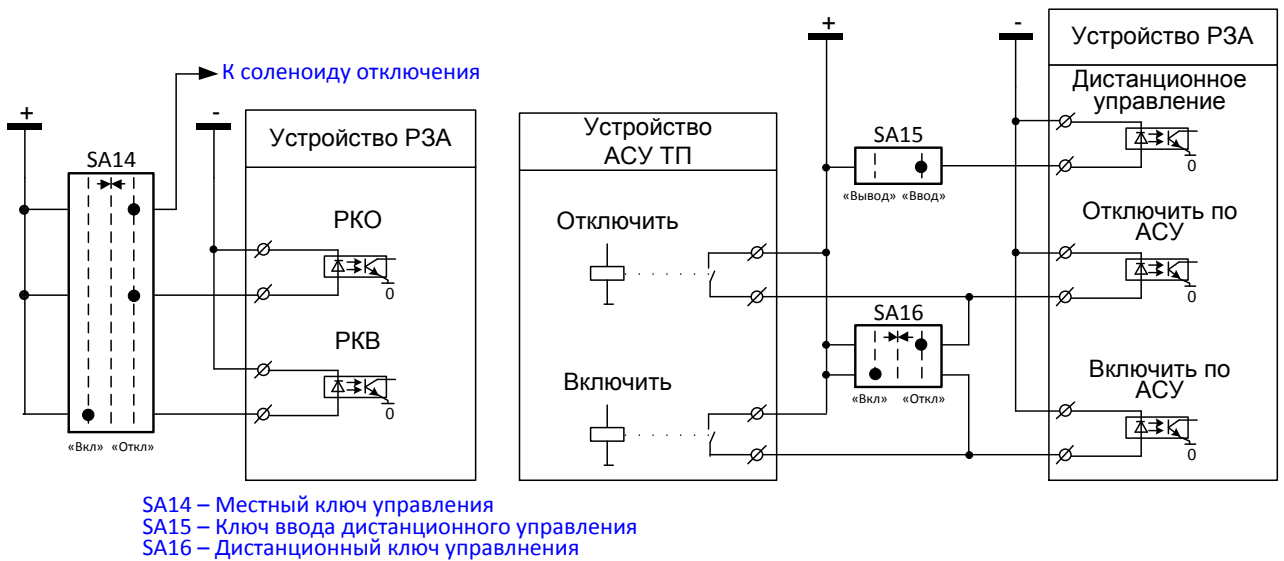 К соленоиду отключения
+
-
SA14
Устройство РЗА
РКО
0
РКВ
0
«Вкл» «Откл»
Устройство
АСУ ТП
Отключить
Включить
+
-
SA15
«Вывод» «Ввод»
SA16
«Вкл» «Откл»
Устройство РЗА
Дистанционное
управление
0
Отключить по
АСУ
0
Включить по
АСУ
0
SA14 – Местный ключ управления
SA15 – Ключ ввода дистанционного управления
SA16 – Дистанционный ключ управлнения